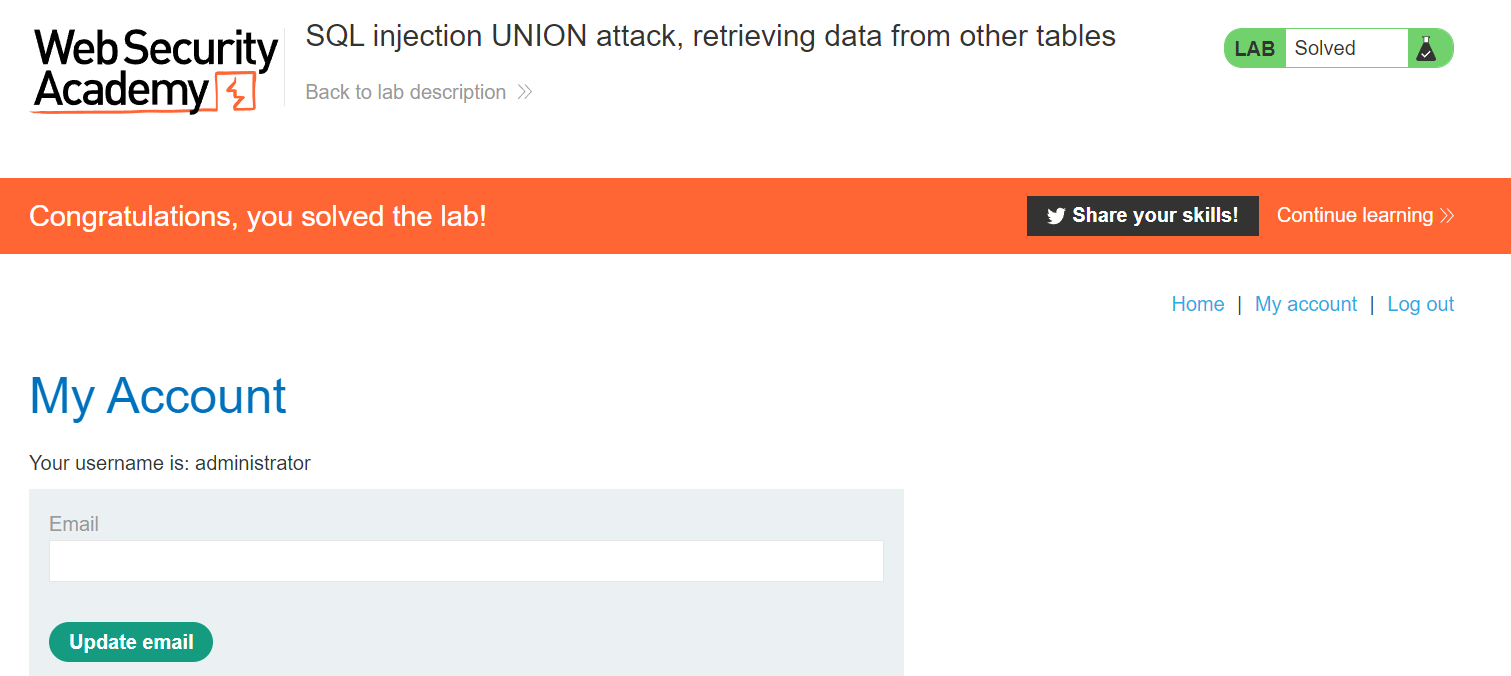 Web Security
Academy
SQL injection UNION attack, retrieving data from other tables
Back to lab description
LAB Solved
Congratulations, you solved the lab!
Share your skills! Continue learning
Home | My account | Log out
My Account
Your username is: administrator
Email
Update email